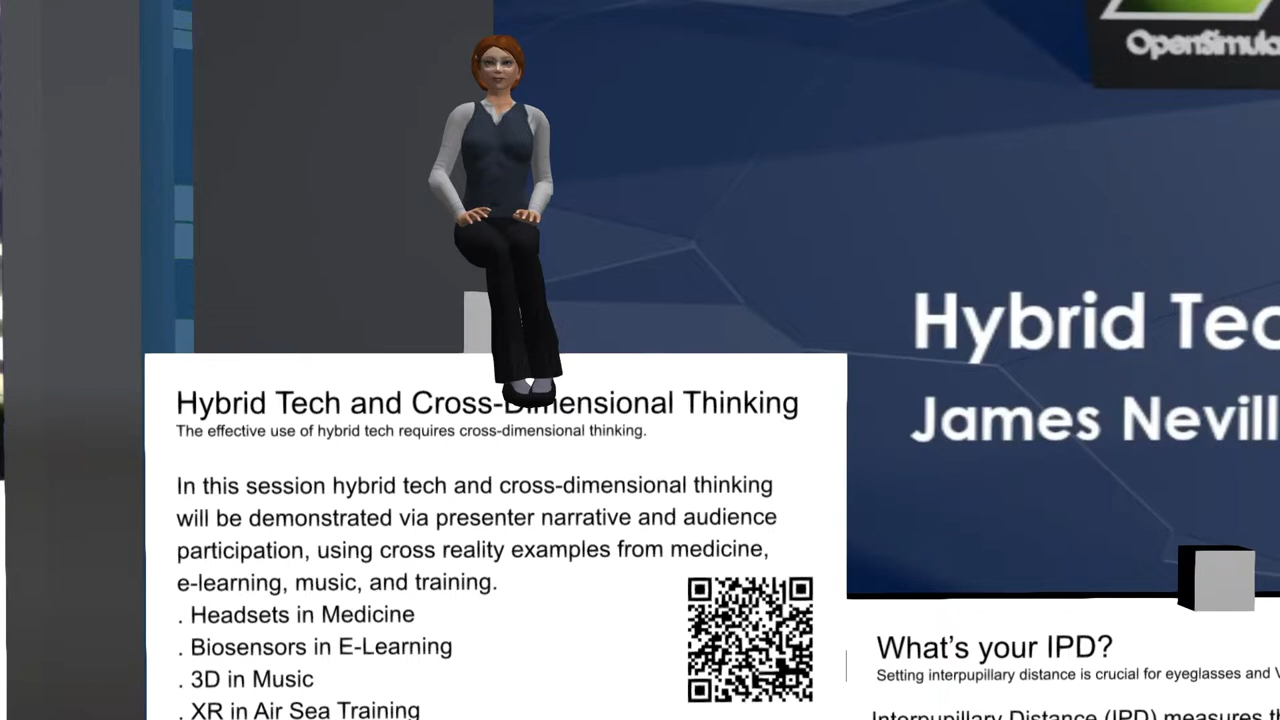 OpenSimula
Hybrid Tec
James Nevill
Hybrid Tech and Cross-Dimensional Thinking
The effective use of hybrid tech requires cross-dimensional thinking.
In this session hybrid tech and cross-dimensional thinking
will be demonstrated via presenter narrative and audience
participation, using cross reality examples from medicine,
e-learning, music, and training.
. Headsets in Medicine
. Biosensors in E-Learning
. 3D in Music
. XR in Air Sea Training
What's your IPD?
Setting interpupillary distance is crucial for eyeglasses and V
Interpupillary Distance (IPD) measures th